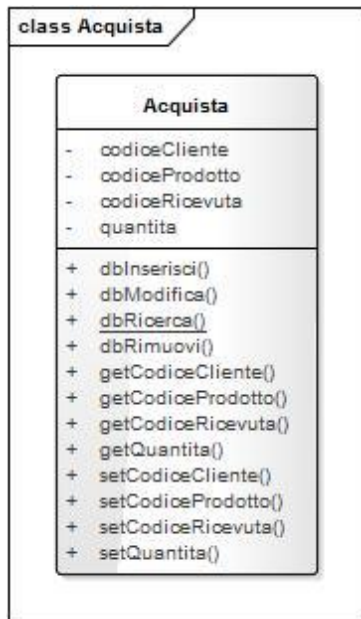 class Acquista
Acquista
- codiceCliente
- codiceProdotto
- codiceRicevuta
- quantita
+ dbInserisci()
+ dbModifica()
+ dbRicerca()
+ dbRimuovi()
+ getCodiceCliente()
+ getCodiceProdotto()
+ getCodiceRicevuta()
+ getQuantita()
+ setCodiceCliente()
+ setCodiceProdotto()
+ setCodiceRicevuta()
+ setQuantita()